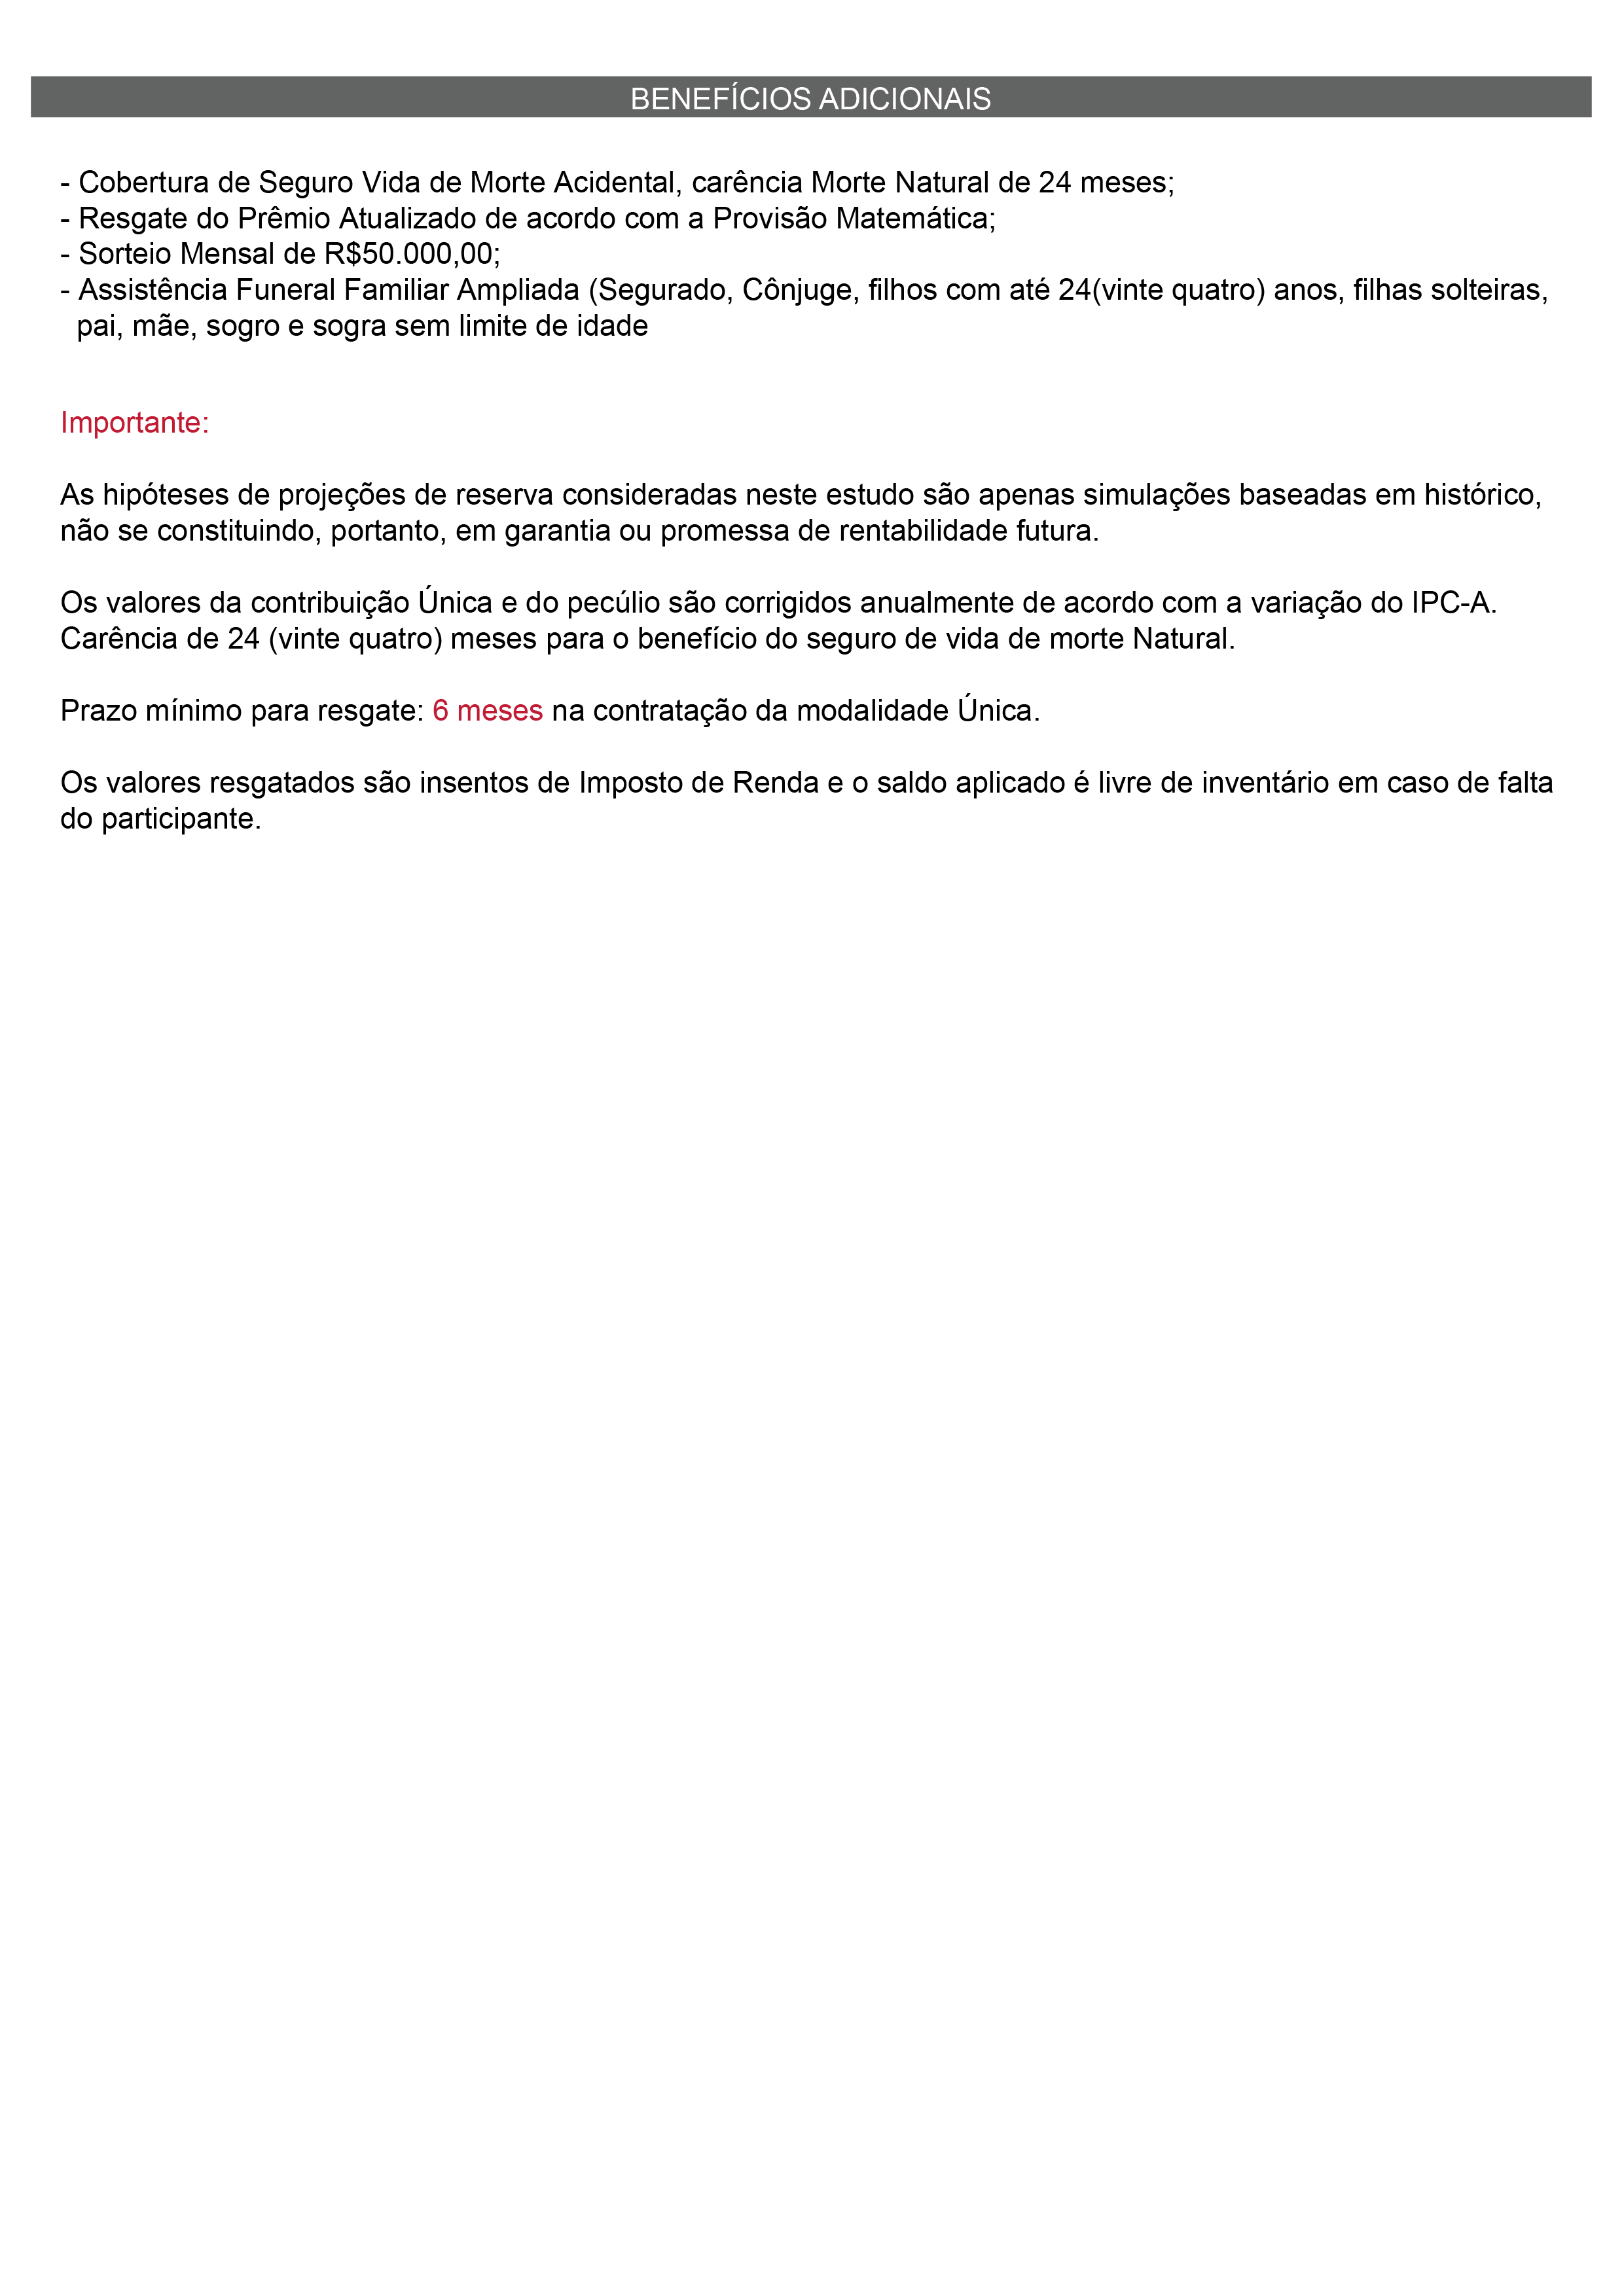 BENEFÍCIOS ADICIONAIS
- Cobertura de Seguro Vida de Morte Acidental, carência Morte Natural de 24 meses;
- Resgate do Prêmio Atualizado de acordo com a Provisão Matemática;
- Sorteio Mensal de R$50.000,00;
- Assistência Funeral Familiar Ampliada (Segurado, Cônjuge, filhos com até 24(vinte quatro) anos, filhas solteiras,
pai, mãe, sogro e sogra sem limite de idade
Importante:
As hipóteses de projeções de reserva consideradas neste estudo são apenas simulações baseadas em histórico,
não se constituindo, portanto, em garantia ou promessa de rentabilidade futura.
Os valores da contribuição Única e do pecúlio são corrigidos anualmente de acordo com a variação do IPC-A.
Carência de 24 (vinte quatro) meses para o benefício do seguro de vida de morte Natural.
Prazo mínimo para resgate: 6 meses na contratação da modalidade Única.
Os valores resgatados são insentos de Imposto de Renda e o saldo aplicado é livre de inventário em caso de falta
do participante.